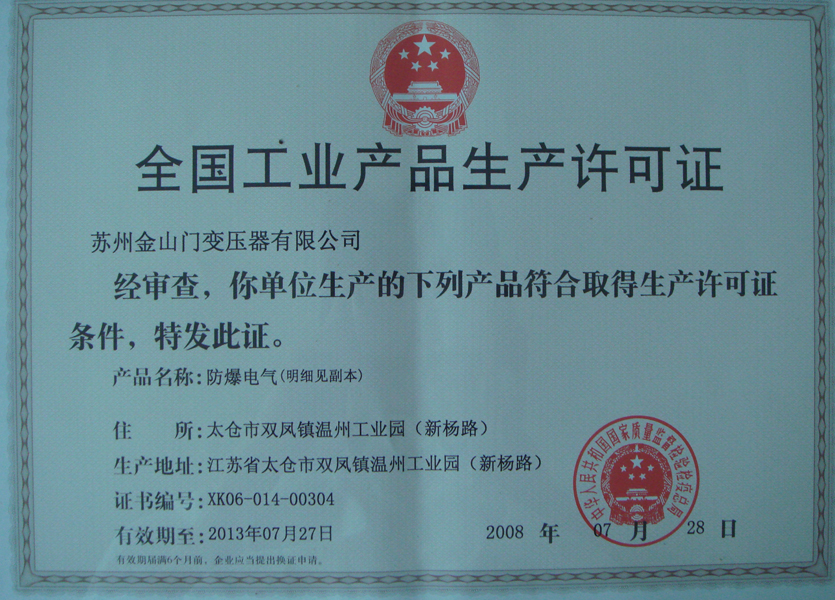 全国工业产品生产许可证
苏州金山门变压器有限公司
经审查，你单位生产的下列产品符合取得生产许可证
条件，特发此证。
产品名称：防爆电气(明细见副本)
住 所：太仓市双凤镇温州工业园（新杨路）
生产地址：江苏省太仓市双凤镇温州工业园（新杨路）
证书编号：XK06-014-00304
有效期至：2013年07月27日
2008 年 07 月 28 日
有效期届满6个月前，企业应当提出换证申请。
中华人民共和国国家质量监督检验检疫总局